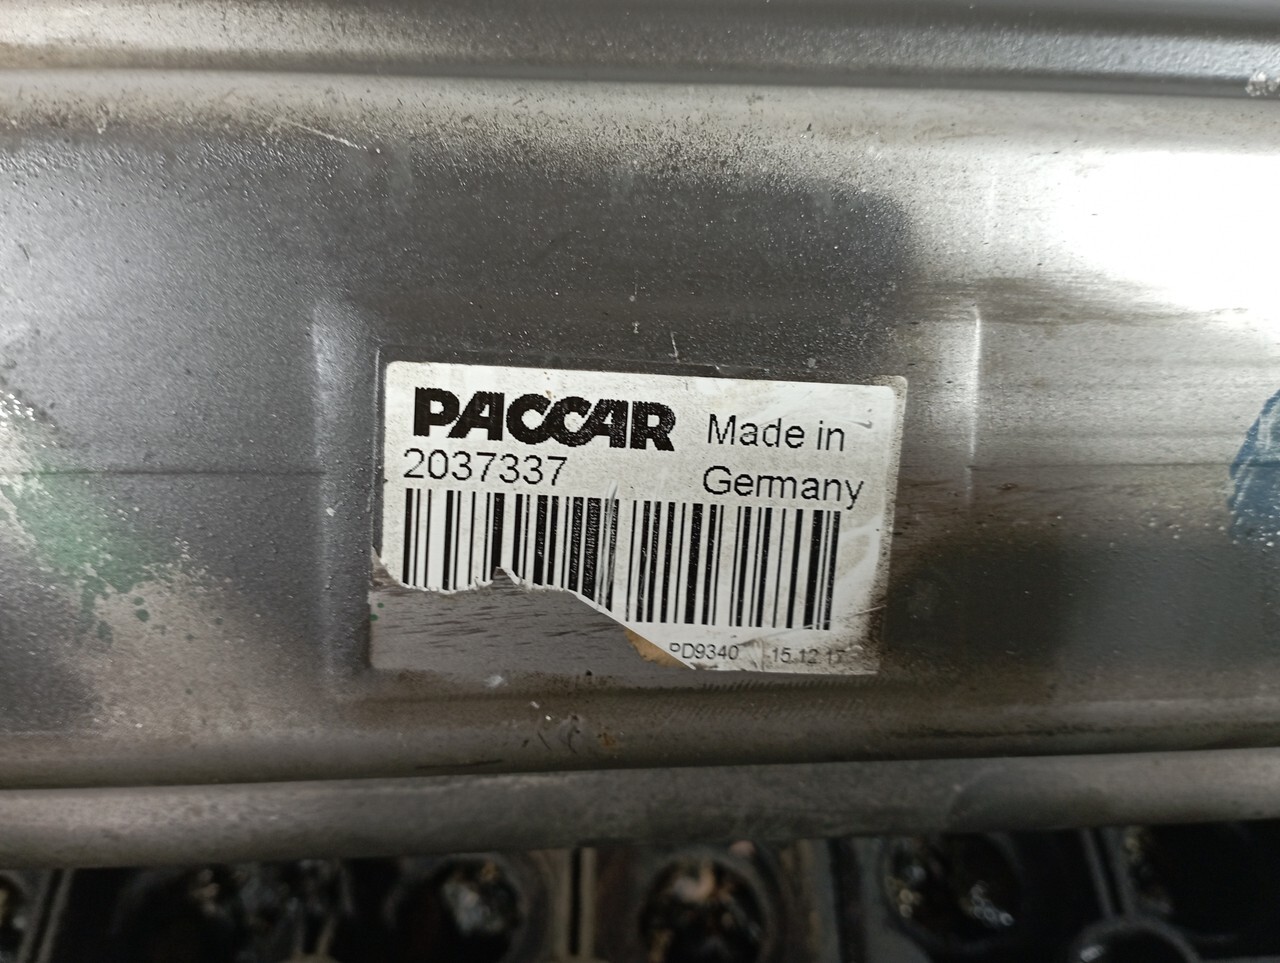 PACCAR Made in
2037337 Germany
PD9340 15.12.17